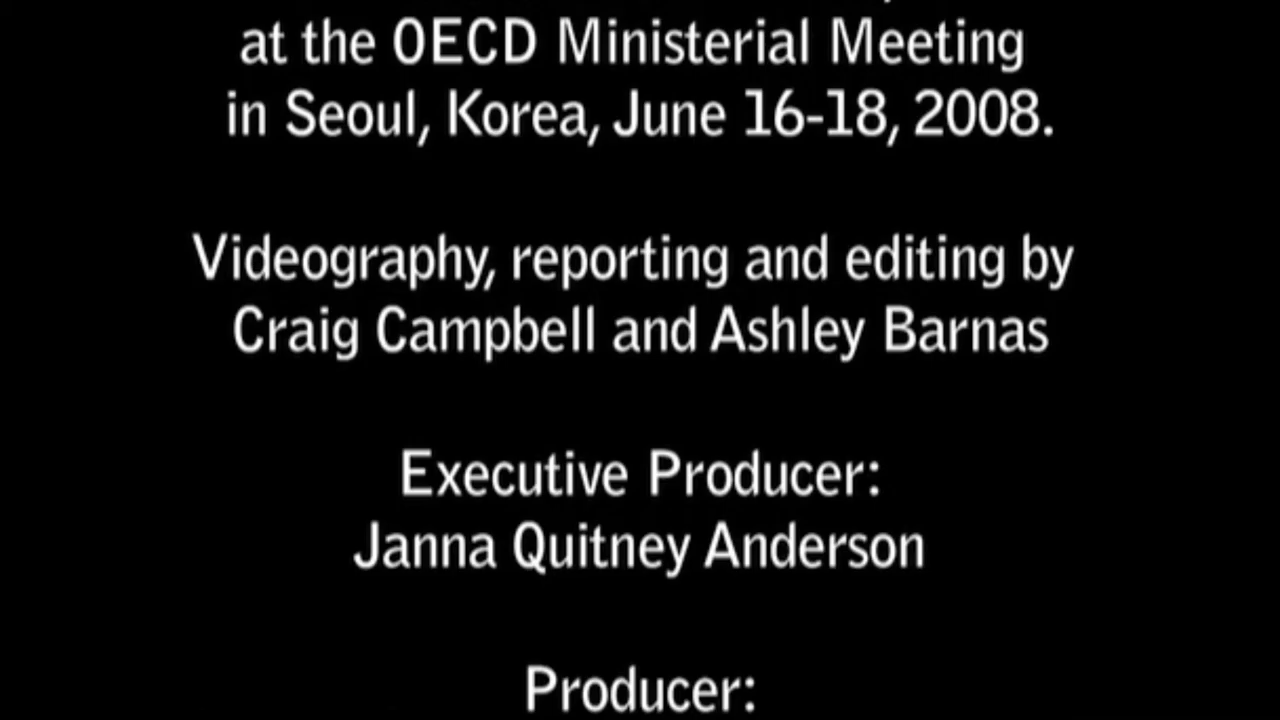 at the OECD Ministerial Meeting
in Seoul, Korea, June 16-18, 2008.
Videography, reporting and editing by
Craig Campbell and Ashley Barnas
Executive Producer:
Janna Quitney Anderson
Producer: